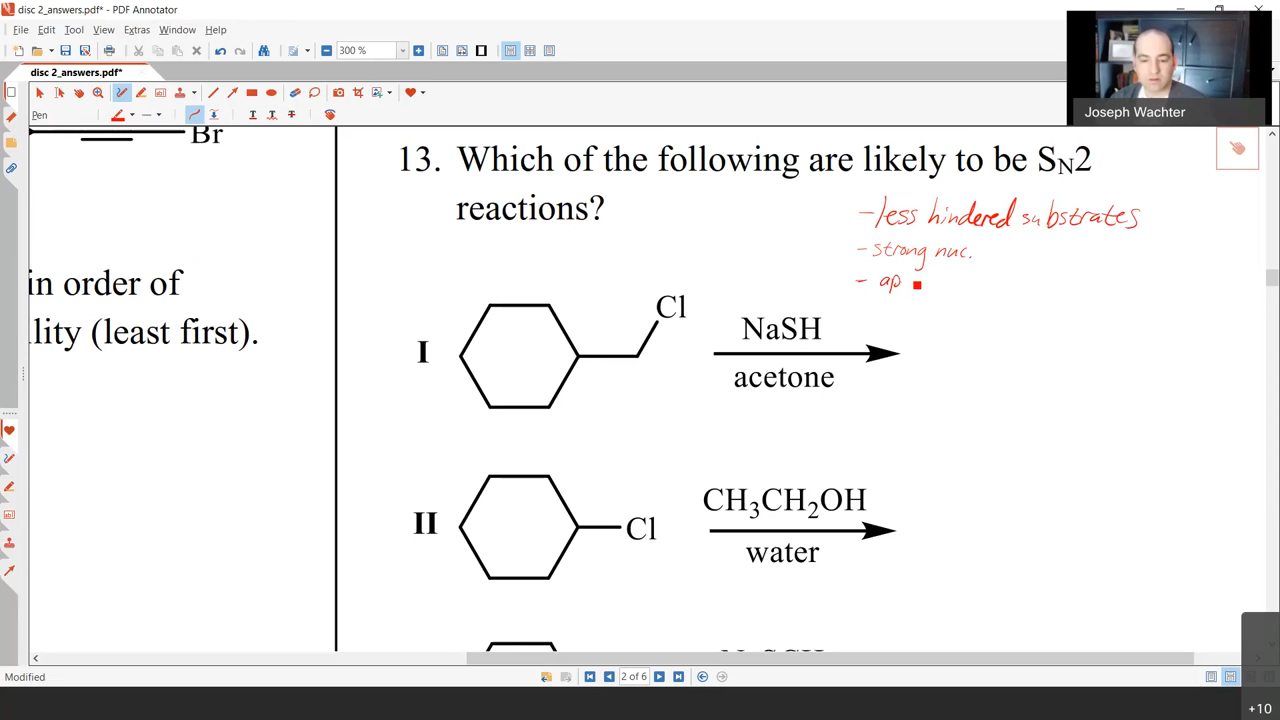 disc 2_answers.pdf* - PDF Annotator
File Edit Tool View Extras Window Help
300 %
disc 2_answers.pdf*
Pen
Joseph Wachter
Br
in order of
lity (least first).
13. Which of the following are likely to be SN2
reactions?
- less hindered substrates
- strong nuc.
- ap
I
Cl
NaSH
acetone
II
Cl
CH3CH2OH
water
Modified
2 of 6
+10